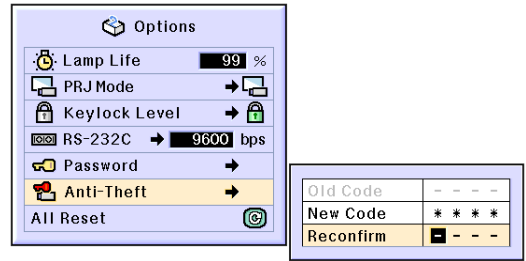 Options
Lamp Life 99 %
PRJ Mode
Keylock Level
RS-232C 9600 bps
Password
Anti-Theft
All Reset
Old Code - - - -
New Code * * * *
Reconfirm - - - -